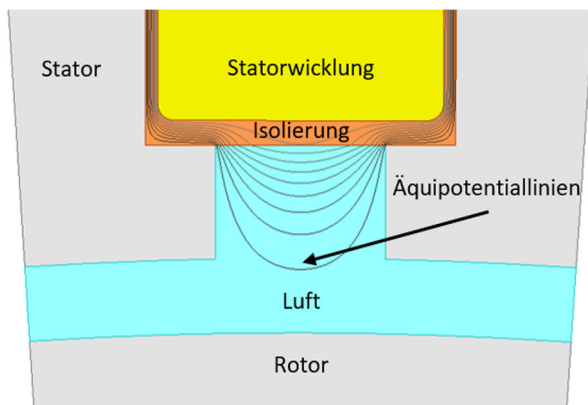 Stator
Statorwicklung
Isolierung
Äquipotentiallinien
Luft
Rotor